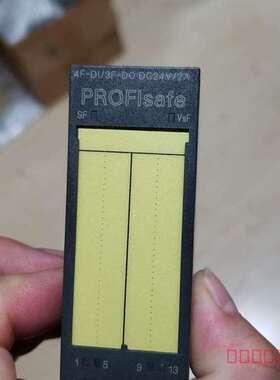 4F-DI/3F-DO DC24V/2A
PROFIsafe
SF VsF
1 5 9 13